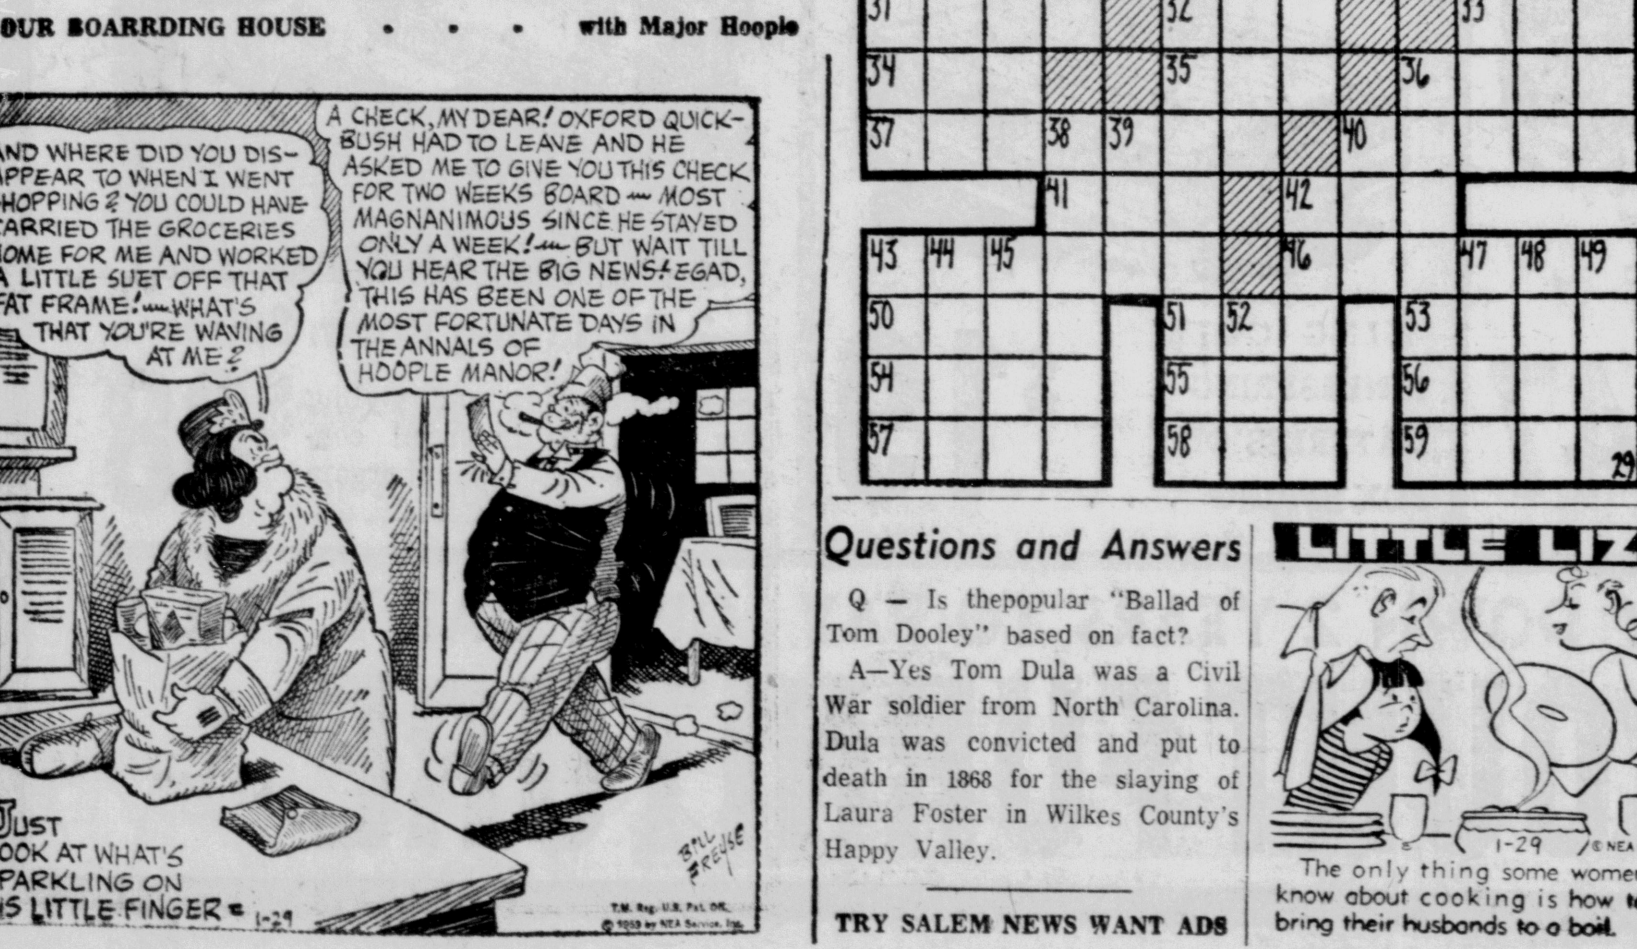 OUR BOARRDING HOUSE . . . with Major Hoople
AND WHERE DID YOU DIS-
APPEAR TO WHEN I WENT
SHOPPING? YOU COULD HAVE
CARRIED THE GROCERIES
HOME FOR ME AND WORKED
A LITTLE SUET OFF THAT
FAT FRAME!—WHAT'S
THAT YOU'RE WAVING
AT ME?
A CHECK, MY DEAR! OXFORD QUICK-
BUSH HAD TO LEAVE AND HE
ASKED ME TO GIVE YOU THIS CHECK
FOR TWO WEEKS BOARD — MOST
MAGNANIMOUS SINCE HE STAYED
ONLY A WEEK!— BUT WAIT TILL
YOU HEAR THE BIG NEWS! EGAD,
THIS HAS BEEN ONE OF THE
MOST FORTUNATE DAYS IN
THE ANNALS OF
HOOPLE MANOR!
JUST
LOOK AT WHAT'S
SPARKLING ON
HIS LITTLE FINGER = 1-29
BILL
FREYSE
T.M. Reg. U.S. Pat. Off.
© 1959 by NEA Service, Inc.
31 32 33
34 35 36
37 38 39 40
41 42
43 44 45 46 47 48 49
50 51 52 53
54 55 56
57 58 59
29
Questions and Answers
Q — Is thepopular "Ballad of
Tom Dooley" based on fact?
A—Yes Tom Dula was a Civil
War soldier from North Carolina.
Dula was convicted and put to
death in 1868 for the slaying of
Laura Foster in Wilkes County's
Happy Valley.
TRY SALEM NEWS WANT ADS
LITTLE LIZ
1-29 © NEA
The only thing some women
know about cooking is how to
bring their husbands to a boil.